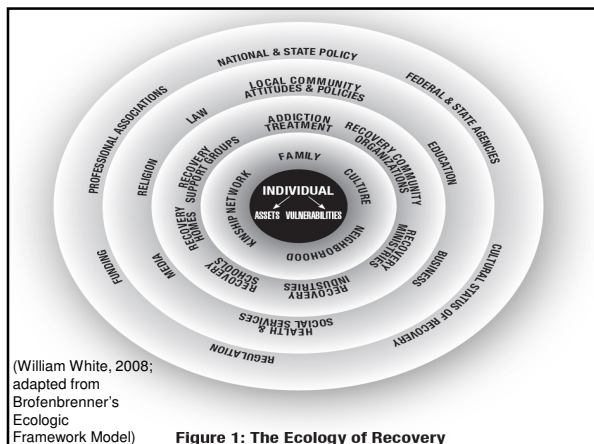 NATIONAL & STATE POLICY
FEDERAL & STATE AGENCIES
CULTURAL STATUS OF RECOVERY
REGULATION
FUNDING
PROFESSIONAL ASSOCIATIONS
LOCAL COMMUNITY
ATTITUDES & POLICIES
EDUCATION
BUSINESS
HEALTH &
SOCIAL SERVICES
MEDIA
RELIGION
LAW
ADDICTION
TREATMENT
RECOVERY COMMUNITY
ORGANIZATIONS
RECOVERY
MINISTRIES
RECOVERY
INDUSTRIES
RECOVERY
SCHOOLS
RECOVERY
HOMES
RECOVERY
SUPPORT GROUPS
FAMILY
CULTURE
NEIGHBORHOOD
KINSHIP NETWORK
INDIVIDUAL
ASSETS VULNERABILITIES
(William White, 2008;
adapted from
Brofenbrenner's
Ecologic
Framework Model)
Figure 1: The Ecology of Recovery